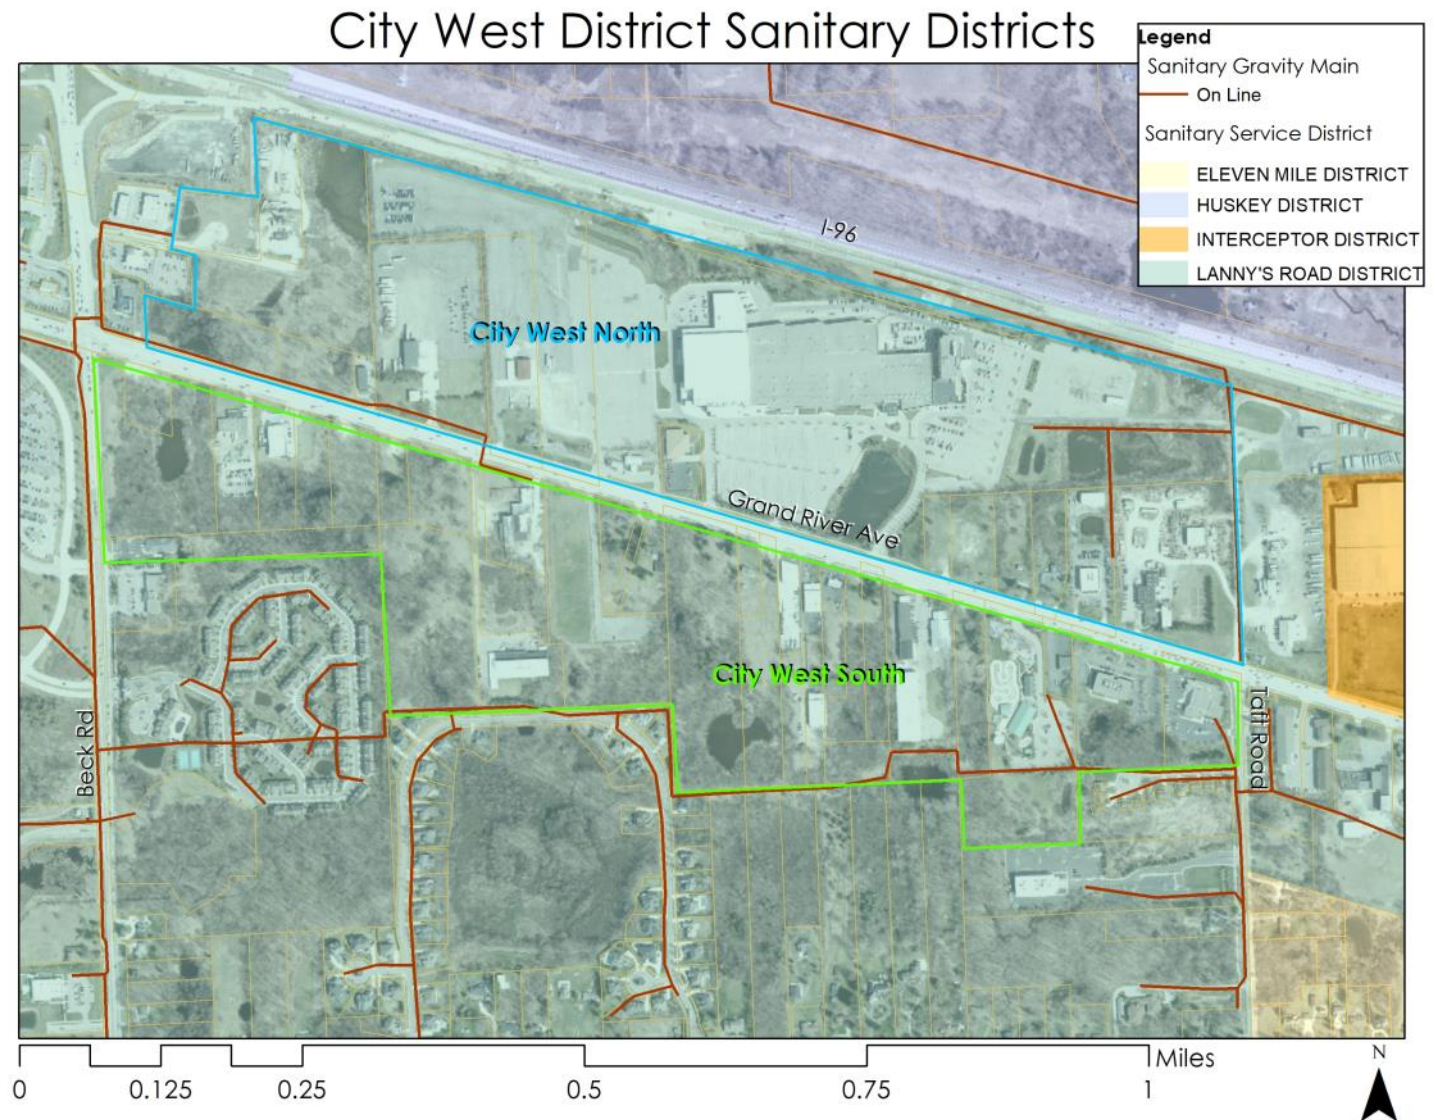 City West District Sanitary Districts
Legend
Sanitary Gravity Main
On Line
Sanitary Service District
ELEVEN MILE DISTRICT
HUSKEY DISTRICT
INTERCEPTOR DISTRICT
LANNY'S ROAD DISTRICT
I-96
City West North
Grand River Ave
City West South
Beck Rd
Taft Road
Miles
0 0.125 0.25 0.5 0.75 1
N